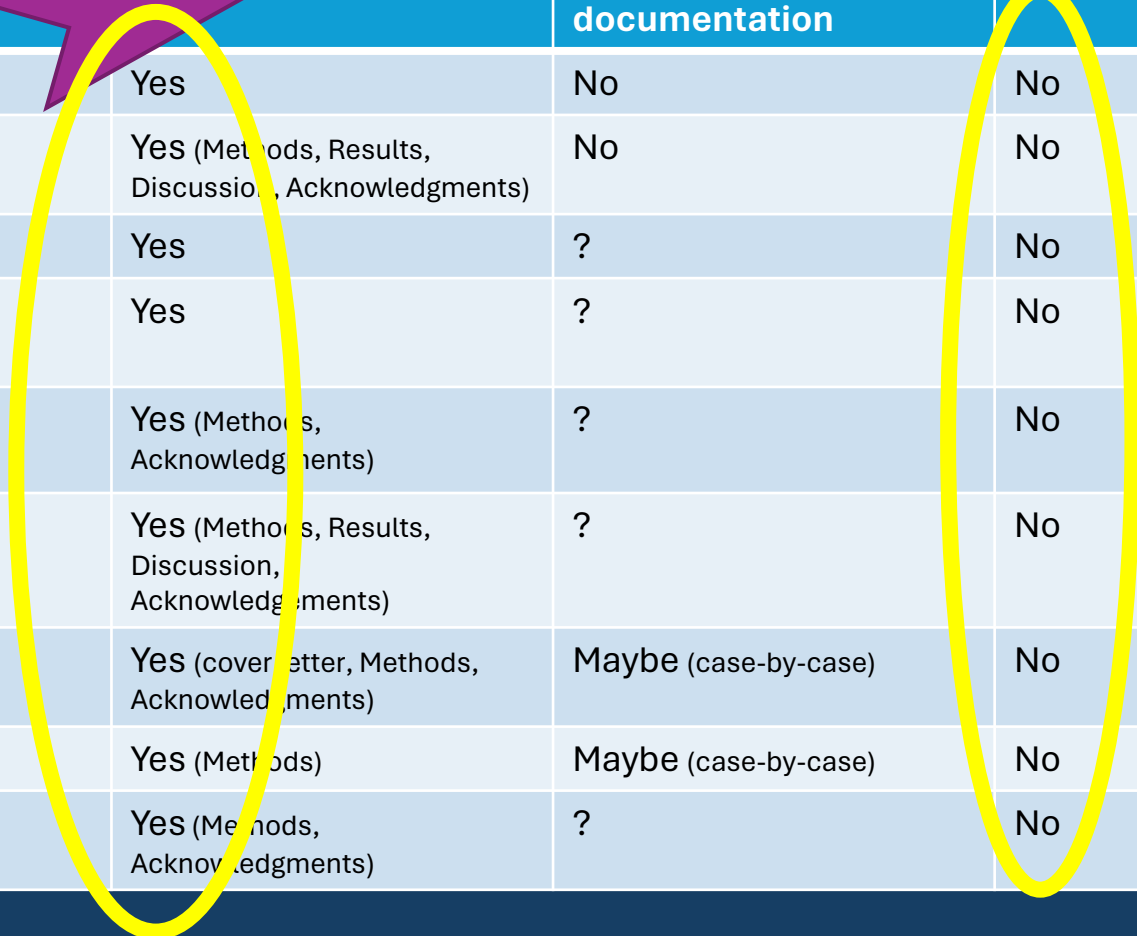 documentation
Yes
No
No
Yes (Methods, Results,
Discussion, Acknowledgments)
No
No
Yes
?
No
Yes
?
No
Yes (Methods,
Acknowledgments)
?
No
Yes (Methods, Results,
Discussion,
Acknowledgements)
?
No
Yes (cover letter, Methods,
Acknowledgments)
Maybe (case-by-case)
No
Yes (Methods)
Maybe (case-by-case)
No
Yes (Methods,
Acknowledgments)
?
No